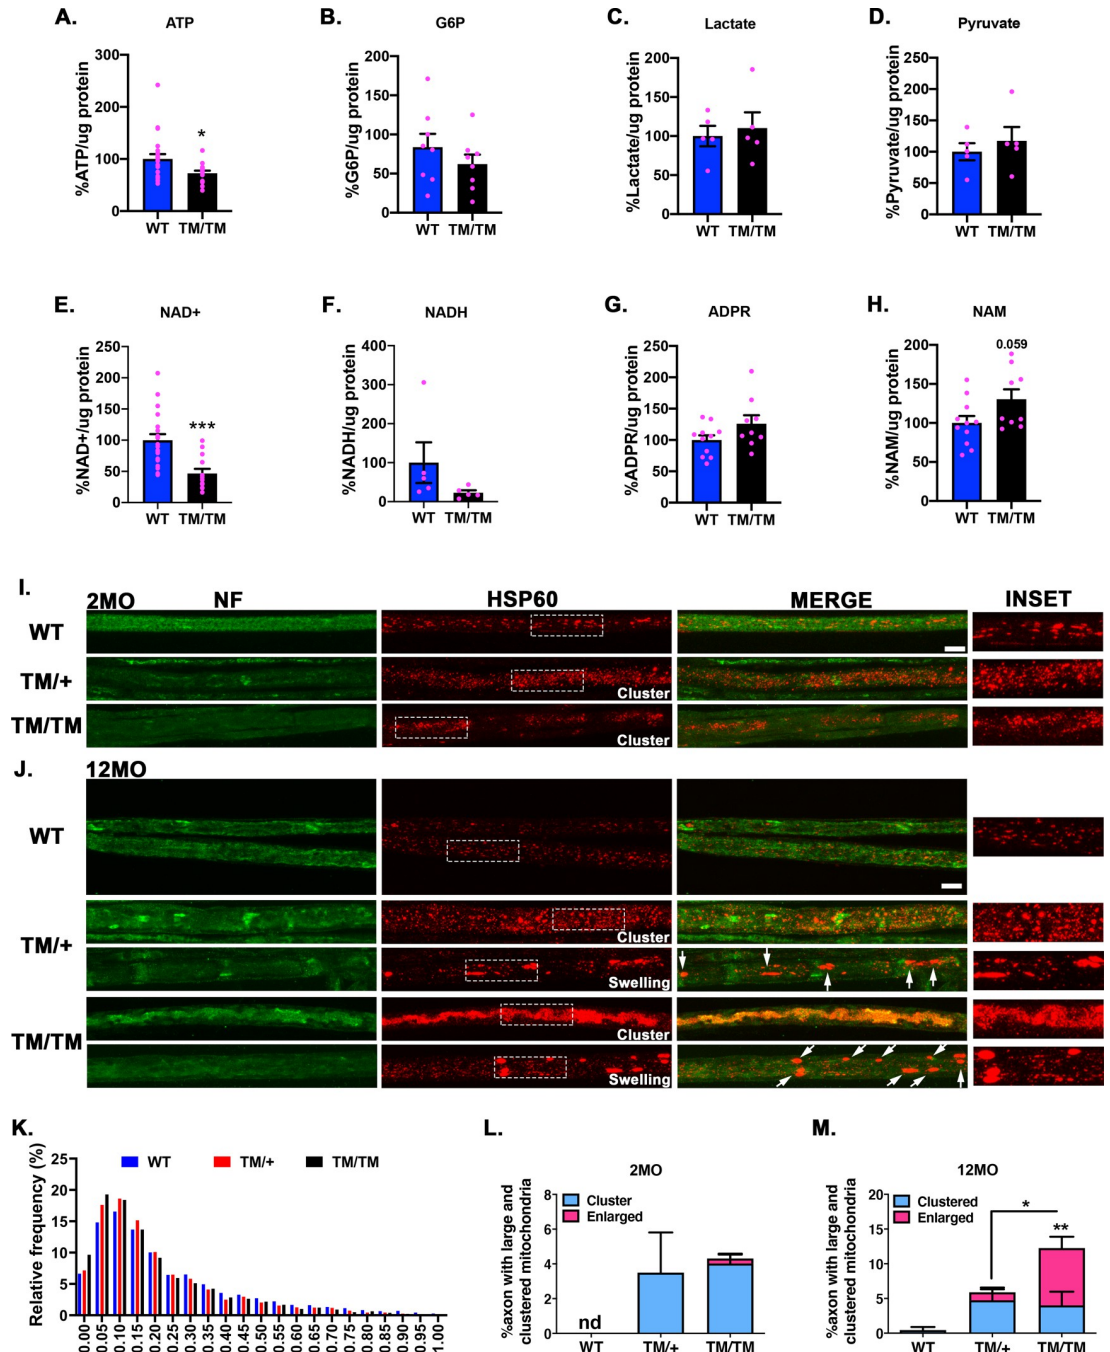 A. ATP
B. G6P
C. Lactate
D. Pyruvate
%ATP/ug protein
300
200
100
0
*
WT TM/TM
%G6P/ug protein
200
150
100
50
0
WT TM/TM
%Lactate/ug protein
200
150
100
50
0
WT TM/TM
%Pyruvate/ug protein
250
200
150
100
50
0
WT TM/TM
E. NAD+
F. NADH
G. ADPR
H. NAM
%NAD+/ug protein
250
200
150
100
50
0
***
WT TM/TM
%NADH/ug protein
400
300
200
100
0
WT TM/TM
%ADPR/ug protein
250
200
150
100
50
0
WT TM/TM
%NAM/ug protein
200
150
100
50
0
0.059
WT TM/TM
I.
2MO NF HSP60 MERGE INSET
WT
TM/+
Cluster
TM/TM
Cluster
J. 12MO
WT
TM/+
Cluster
Swelling
TM/TM
Cluster
Swelling
K.
Relative frequency (%)
25
20
15
10
5
0
WT TM/+ TM/TM
0.00 0.05 0.10 0.15 0.20 0.25 0.30 0.35 0.40 0.45 0.50 0.55 0.60 0.65 0.70 0.75 0.80 0.85 0.90 0.95 1.00
L.
2MO
%axon with large and
clustered mitochondria
8
6
4
2
0
Cluster
Enlarged
nd
WT TM/+ TM/TM
M.
12MO
%axon with large and
clustered mitochondria
20
15
10
5
0
Clustered
Enlarged
*
**
WT TM/+ TM/TM